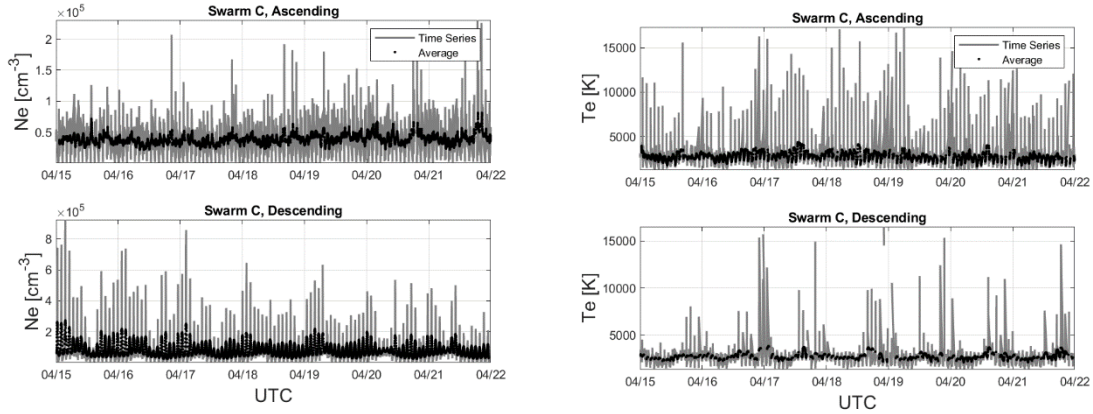 Swarm C, Ascending
×10⁵
Ne [cm⁻³]
2
1.5
1
0.5
Time Series
Average
04/15 04/16 04/17 04/18 04/19 04/20 04/21 04/22
Swarm C, Descending
×10⁵
Ne [cm⁻³]
8
6
4
2
04/15 04/16 04/17 04/18 04/19 04/20 04/21 04/22
UTC
Swarm C, Ascending
Te [K]
15000
10000
5000
Time Series
Average
04/15 04/16 04/17 04/18 04/19 04/20 04/21 04/22
Swarm C, Descending
Te [K]
15000
10000
5000
04/15 04/16 04/17 04/18 04/19 04/20 04/21 04/22
UTC